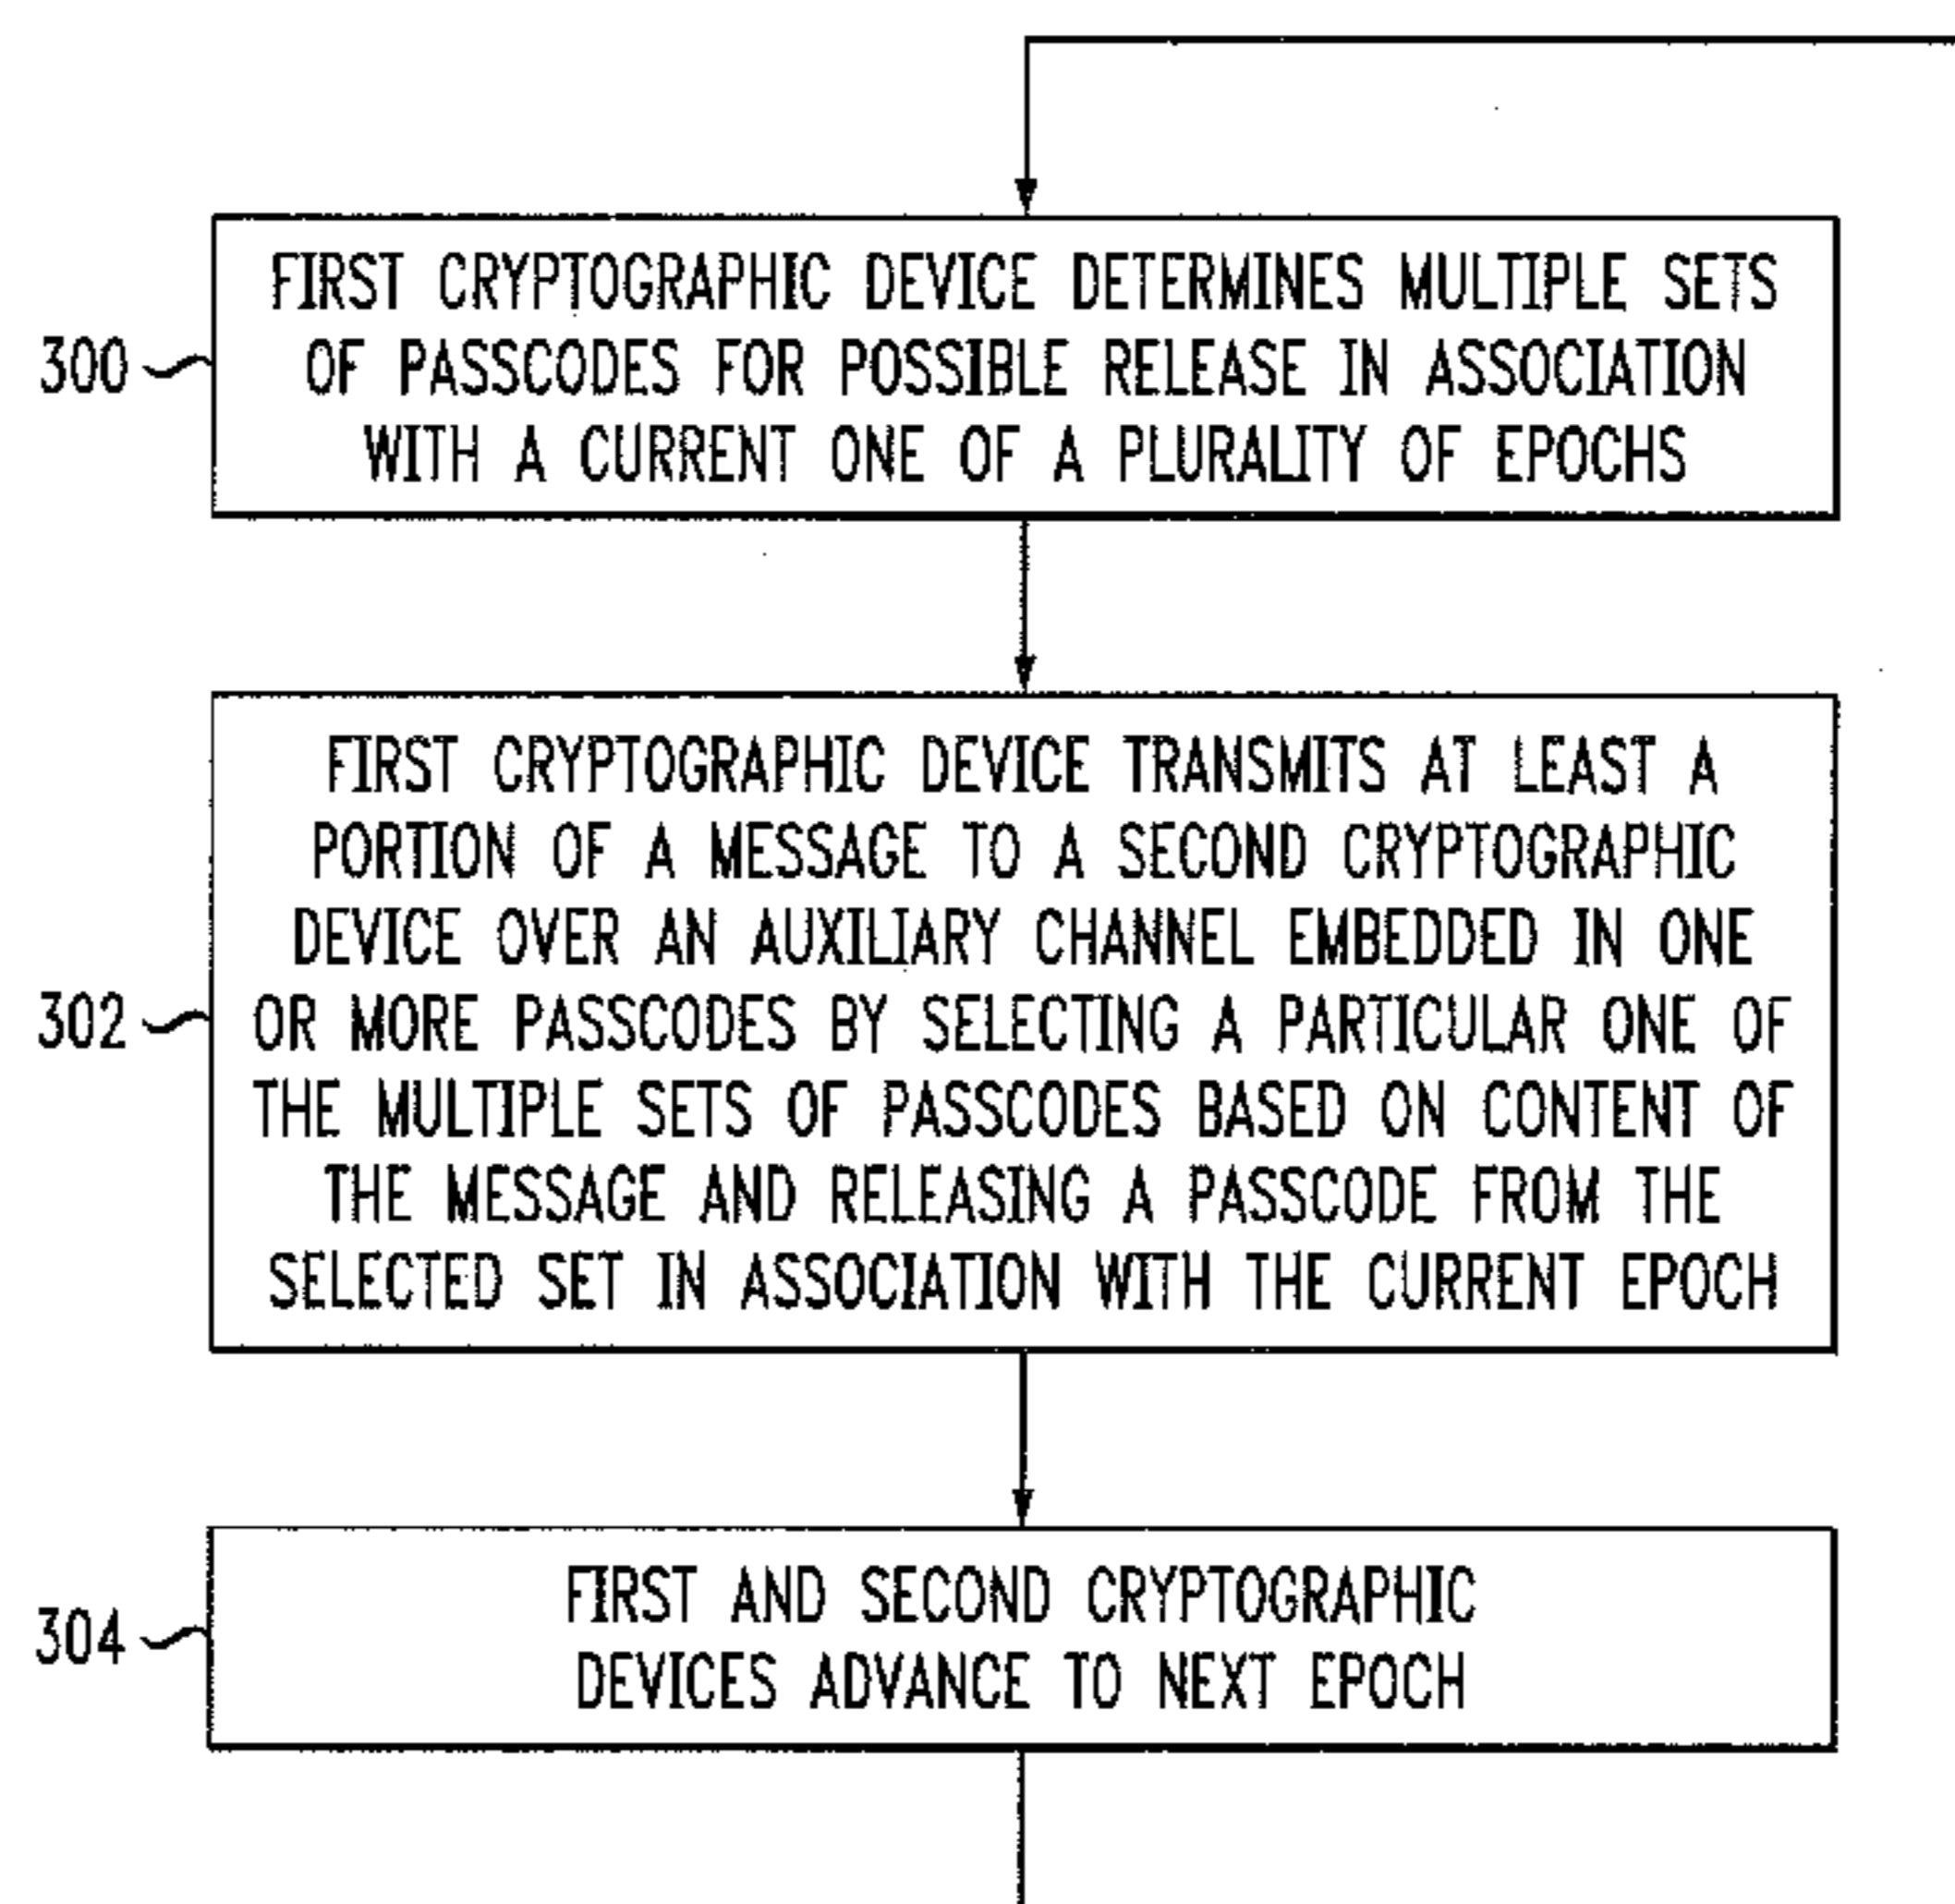 FIRST CRYPTOGRAPHIC DEVICE DETERMINES MULTIPLE SETS
OF PASSCODES FOR POSSIBLE RELEASE IN ASSOCIATION
WITH A CURRENT ONE OF A PLURALITY OF EPOCHS
300
FIRST CRYPTOGRAPHIC DEVICE TRANSMITS AT LEAST A
PORTION OF A MESSAGE TO A SECOND CRYPTOGRAPHIC
DEVICE OVER AN AUXILIARY CHANNEL EMBEDDED IN ONE
OR MORE PASSCODES BY SELECTING A PARTICULAR ONE OF
THE MULTIPLE SETS OF PASSCODES BASED ON CONTENT OF
THE MESSAGE AND RELEASING A PASSCODE FROM THE
SELECTED SET IN ASSOCIATION WITH THE CURRENT EPOCH
302
FIRST AND SECOND CRYPTOGRAPHIC
DEVICES ADVANCE TO NEXT EPOCH
304